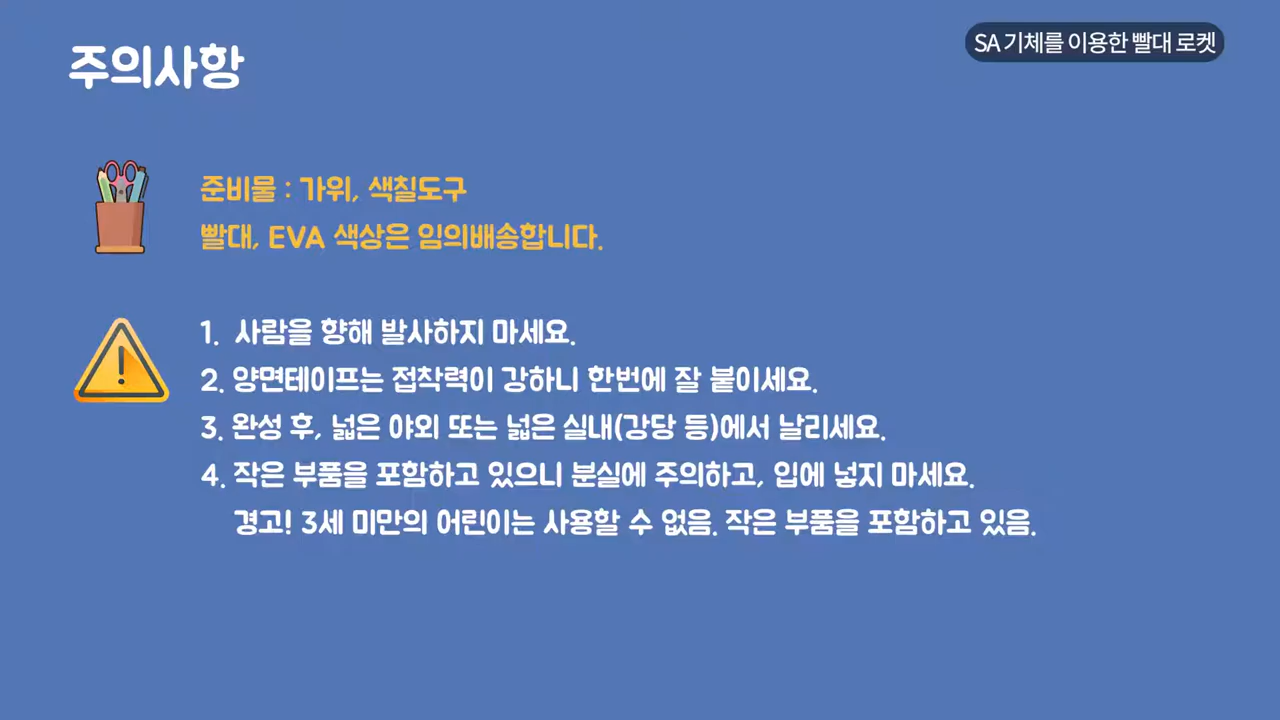 주의사항
SA 기체를 이용한 빨대 로켓
준비물 : 가위, 색칠도구
빨대, EVA 색상은 임의배송합니다.
1. 사람을 향해 발사하지 마세요.
2. 양면테이프는 접착력이 강하니 한번에 잘 붙이세요.
3. 완성 후, 넓은 야외 또는 넓은 실내(강당 등)에서 날리세요.
4. 작은 부품을 포함하고 있으니 분실에 주의하고, 입에 넣지 마세요.
경고! 3세 미만의 어린이는 사용할 수 없음. 작은 부품을 포함하고 있음.